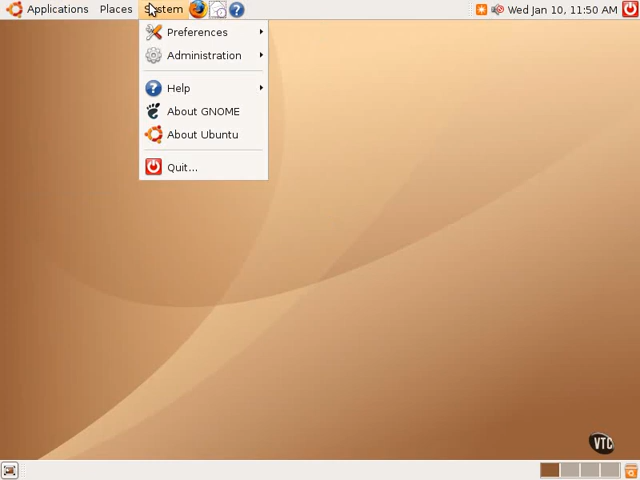 Applications Places System Wed Jan 10, 11:50 AM
Preferences
Administration
Help
About GNOME
About Ubuntu
Quit...
VTC